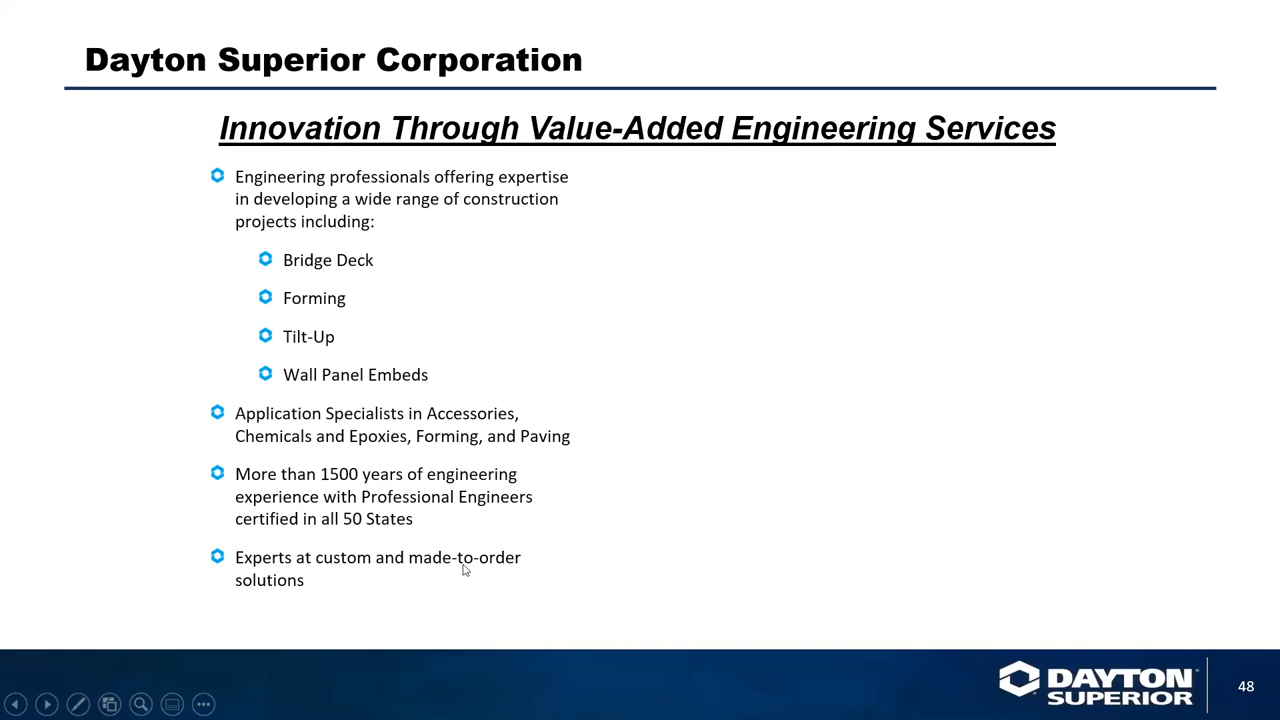 Dayton Superior Corporation
Innovation Through Value-Added Engineering Services
Engineering professionals offering expertise
in developing a wide range of construction
projects including:
Bridge Deck
Forming
Tilt-Up
Wall Panel Embeds
Application Specialists in Accessories,
Chemicals and Epoxies, Forming, and Paving
More than 1500 years of engineering
experience with Professional Engineers
certified in all 50 States
Experts at custom and made-to-order
solutions
DAYTON
SUPERIOR
48